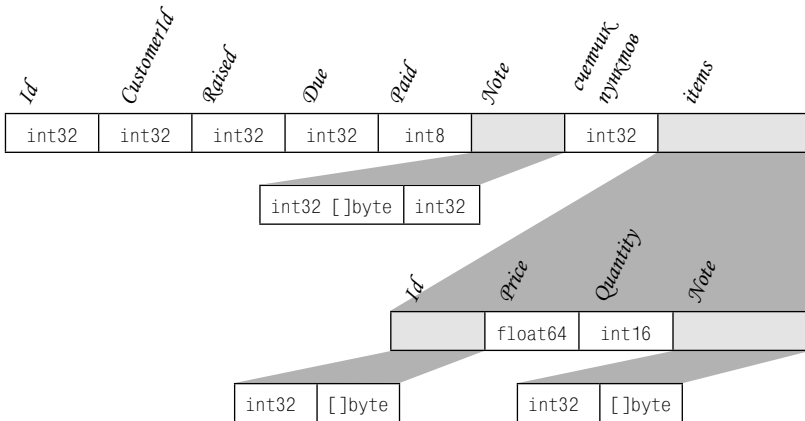 Id CustomerId Raised Due Paid Note счетчик пунктов items
int32 int32 int32 int32 int8 int32
int32 []byte int32
Id Price Quantity Note
float64 int16
int32 []byte int32 []byte